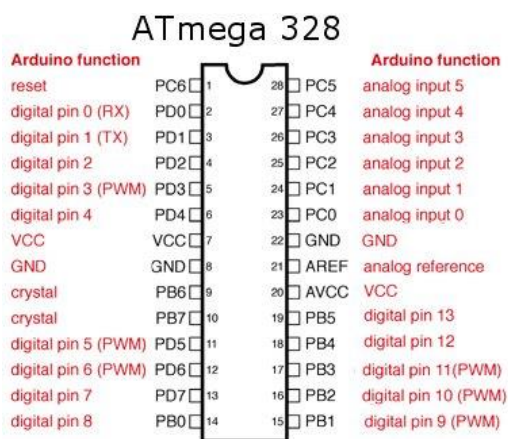 ATmega 328
Arduino function Arduino function
reset PC6 1 28 PC5 analog input 5
digital pin 0 (RX) PD0 2 27 PC4 analog input 4
digital pin 1 (TX) PD1 3 26 PC3 analog input 3
digital pin 2 PD2 4 25 PC2 analog input 2
digital pin 3 (PWM) PD3 5 24 PC1 analog input 1
digital pin 4 PD4 6 23 PC0 analog input 0
VCC VCC 7 22 GND GND
GND GND 8 21 AREF analog reference
crystal PB6 9 20 AVCC VCC
crystal PB7 10 19 PB5 digital pin 13
digital pin 5 (PWM) PD5 11 18 PB4 digital pin 12
digital pin 6 (PWM) PD6 12 17 PB3 digital pin 11(PWM)
digital pin 7 PD7 13 16 PB2 digital pin 10 (PWM)
digital pin 8 PB0 14 15 PB1 digital pin 9 (PWM)